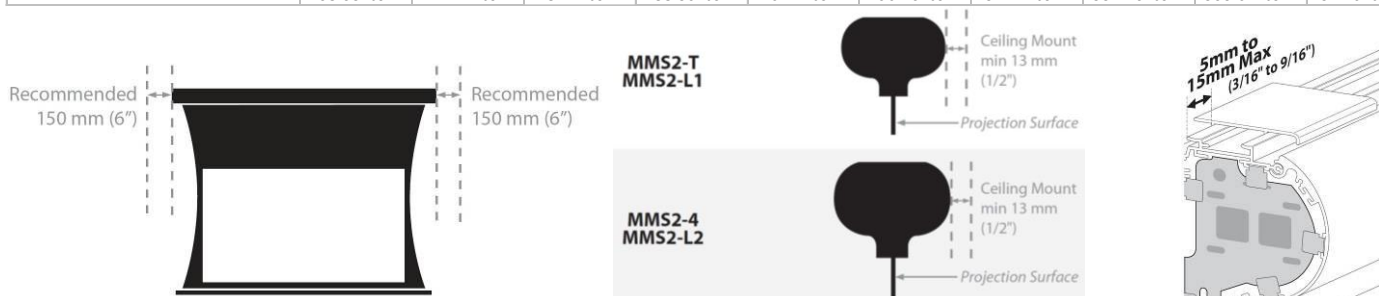 Recommended
150 mm (6”)
Recommended
150 mm (6”)
MMS2-T
MMS2-L1
Ceiling Mount
min 13 mm
(1/2”)
Projection Surface
MMS2-4
MMS2-L2
Ceiling Mount
min 13 mm
(1/2”)
Projection Surface
5mm to
15mm Max
(3/16" to 9/16")